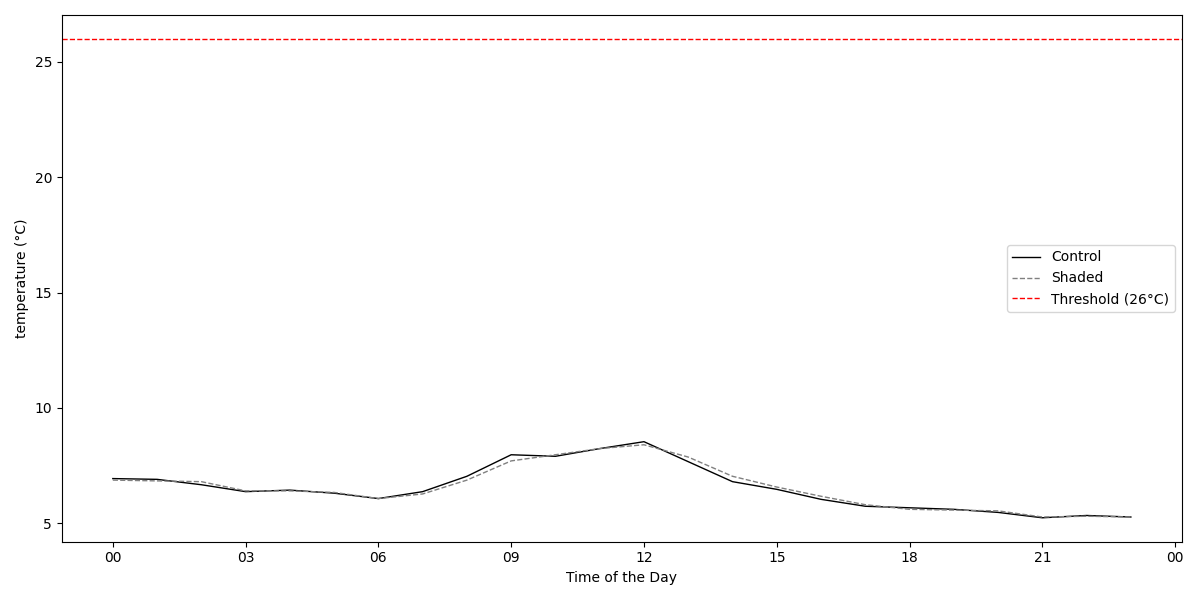 25
20
15
10
5
temperature (°C)
Control
Shaded
Threshold (26°C)
00 03 06 09 12 15 18 21 00
Time of the Day